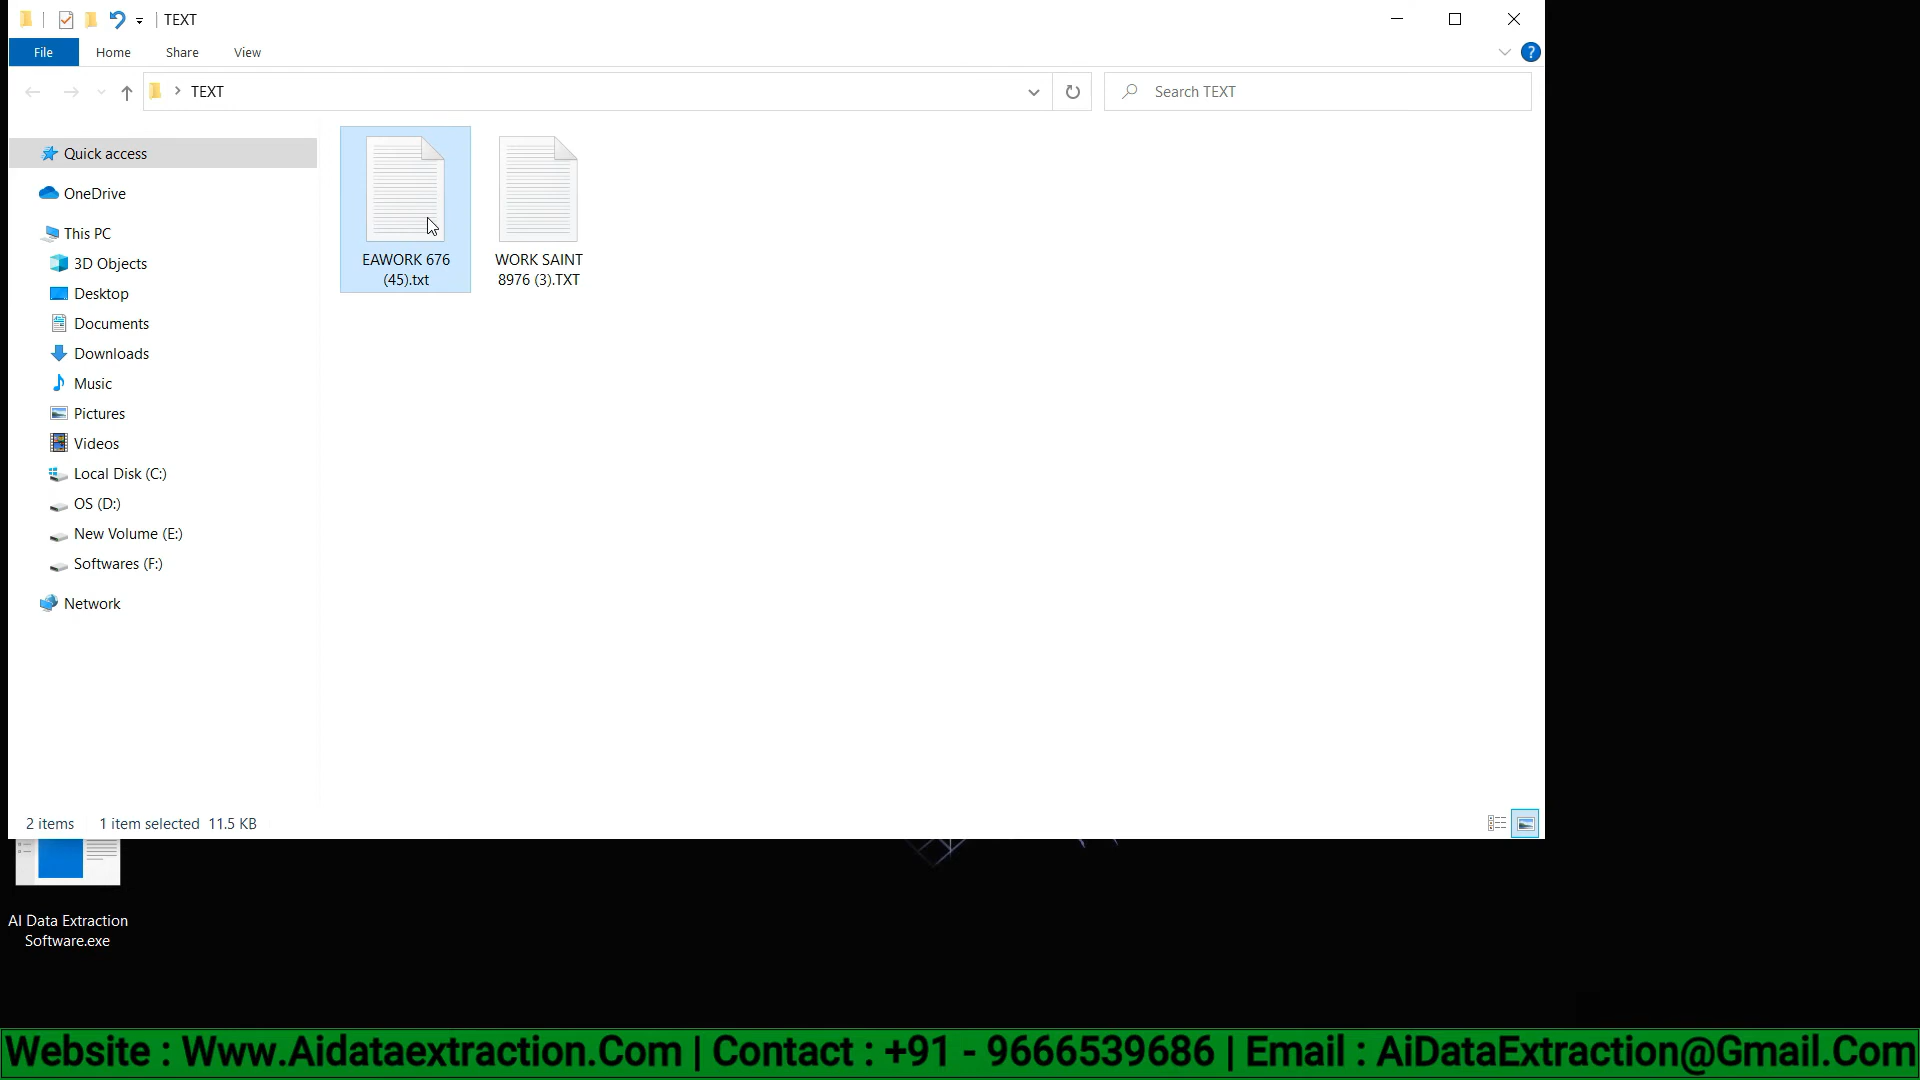 TEXT
File Home Share View
TEXT
Search TEXT
Quick access
OneDrive
This PC
3D Objects
Desktop
Documents
Downloads
Music
Pictures
Videos
Local Disk (C:)
OS (D:)
New Volume (E:)
Softwares (F:)
Network
EAWORK 676
(45).txt
WORK SAINT
8976 (3).TXT
2 items 1 item selected 11.5 KB
AI Data Extraction
Software.exe
Website : Www.Aidataextraction.Com | Contact : +91 - 9666539686 | Email : AiDataExtraction@Gmail.Com